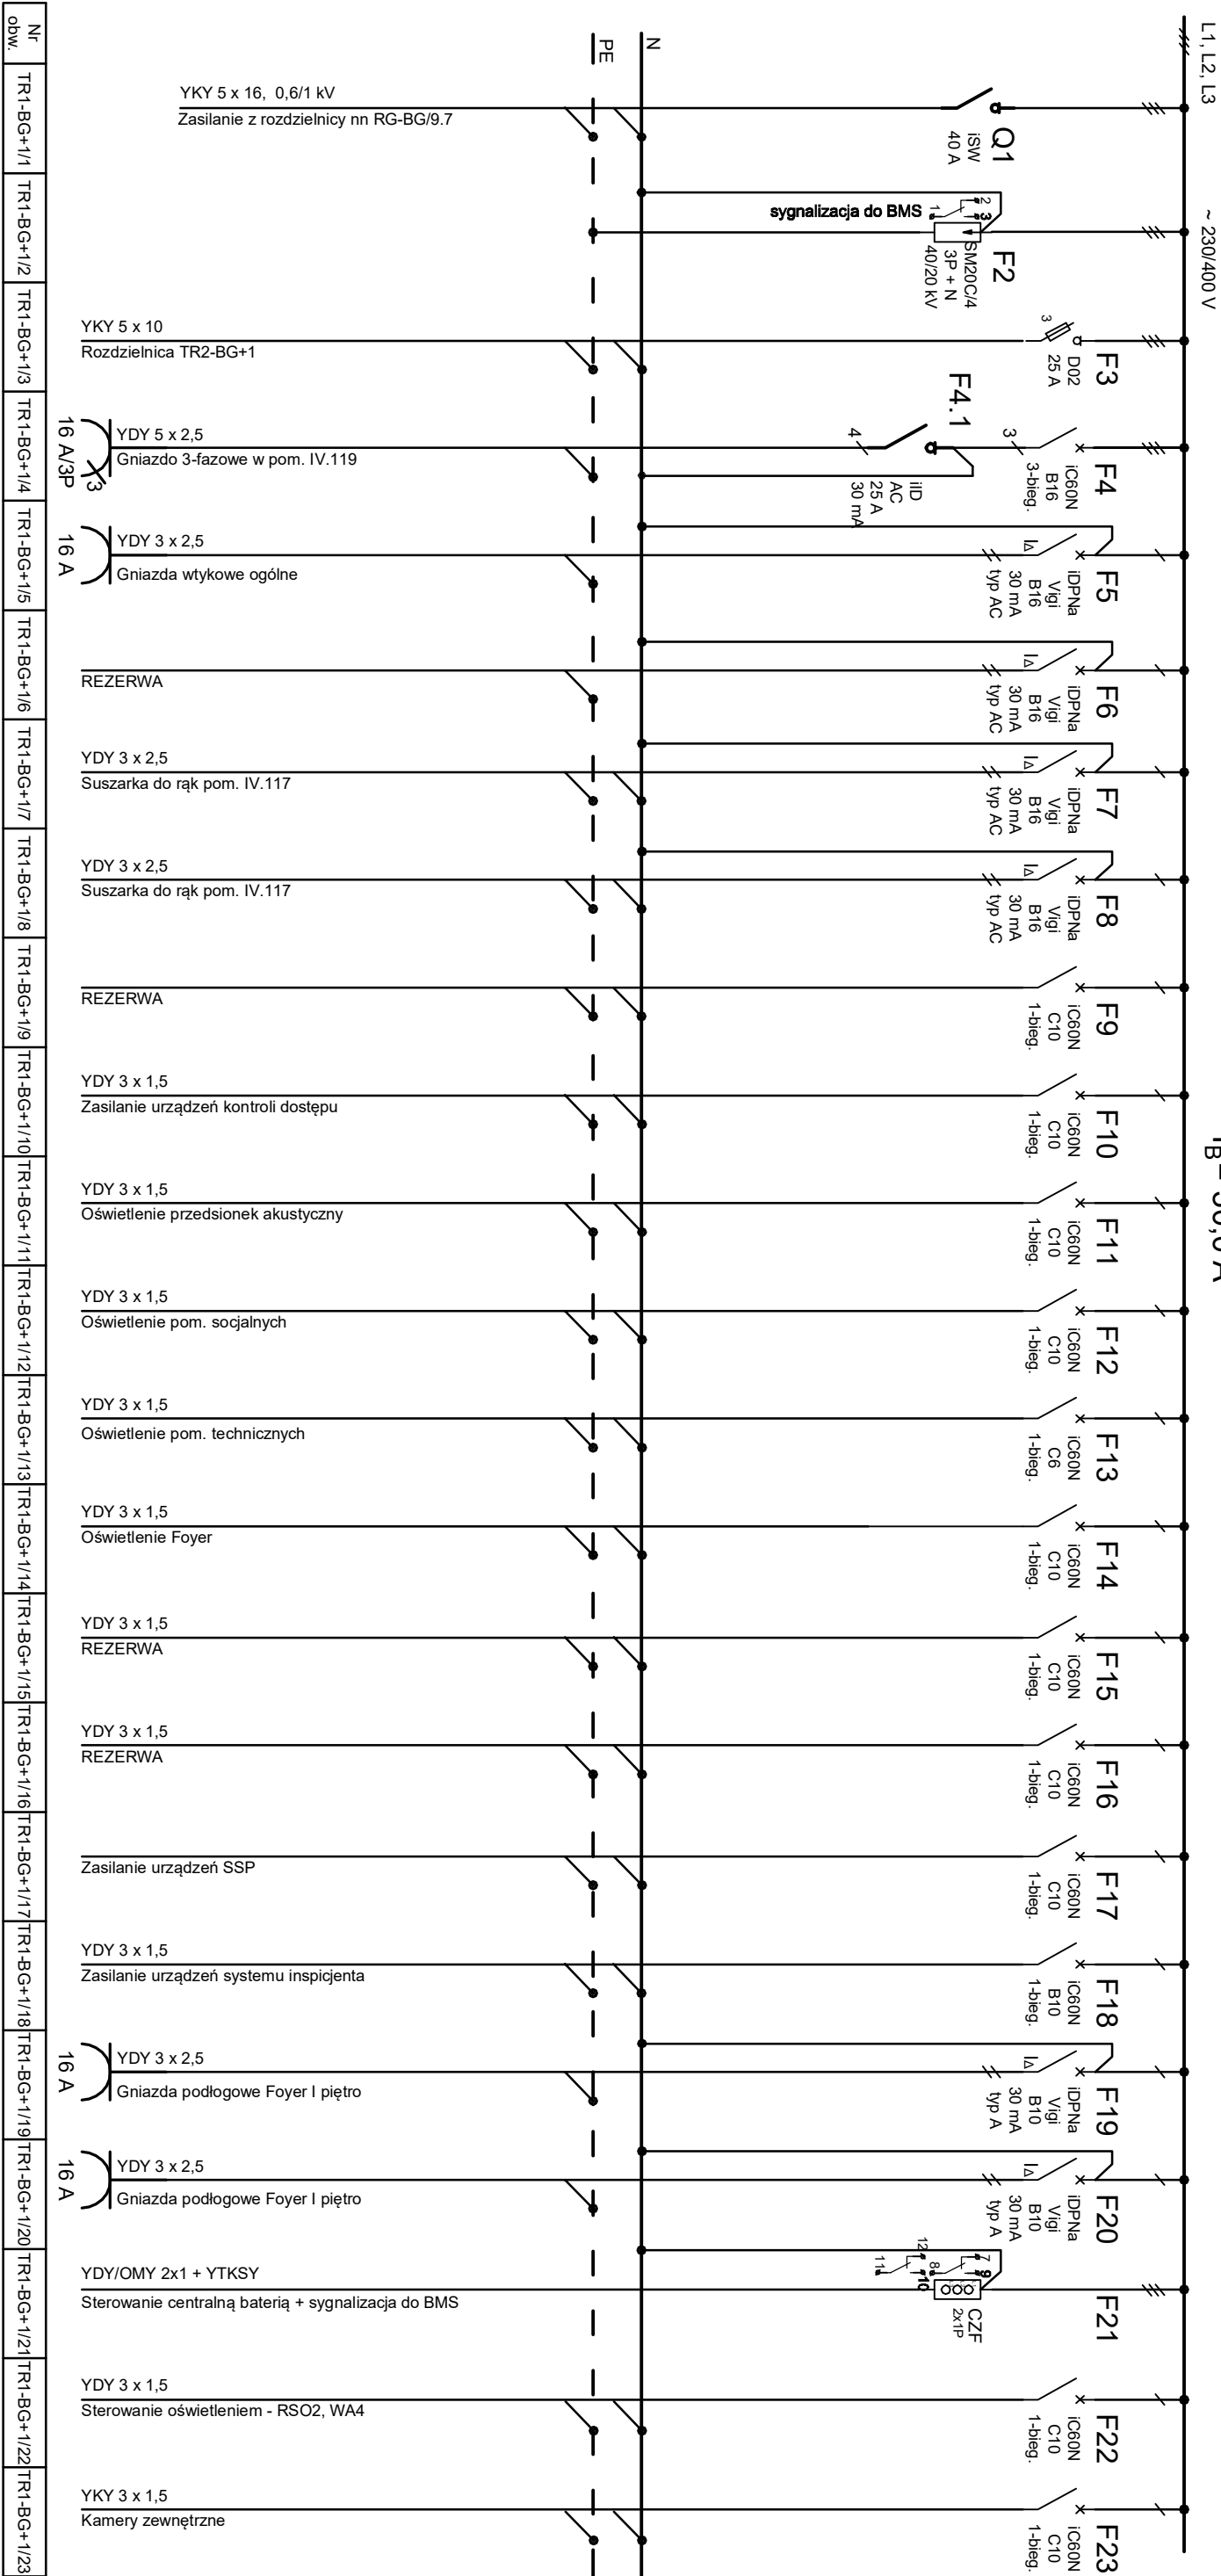 L1, L2, L3
~ 230/400 V
N
PE
Nr
obw.
TR1-BG+1/1
YKY 5 x 16, 0,6/1 kV
Zasilanie z rozdzielnicy nn RG-BG/9.7
Q1
iSW
40 A
TR1-BG+1/2
sygnalizacja do BMS
1
2
3
F2
SM20C/4
3P + N
40/20 kV
TR1-BG+1/3
YKY 5 x 10
Rozdzielnica TR2-BG+1
3
F3
D02
25 A
TR1-BG+1/4
16 A/3P
3
YDY 5 x 2,5
Gniazdo 3-fazowe w pom. IV.119
F4.1
4
iID
AC
25 A
30 mA
3
F4
iC60N
B16
3-bieg.
TR1-BG+1/5
16 A
YDY 3 x 2,5
Gniazda wtykowe ogólne
I∆
F5
iDPNa
Vigi
B16
30 mA
typ AC
TR1-BG+1/6
REZERWA
I∆
F6
iDPNa
Vigi
B16
30 mA
typ AC
TR1-BG+1/7
YDY 3 x 2,5
Suszarka do rąk pom. IV.117
I∆
F7
iDPNa
Vigi
B16
30 mA
typ AC
TR1-BG+1/8
YDY 3 x 2,5
Suszarka do rąk pom. IV.117
I∆
F8
iDPNa
Vigi
B16
30 mA
typ AC
TR1-BG+1/9
REZERWA
F9
iC60N
C10
1-bieg.
TR1-BG+1/10
YDY 3 x 1,5
Zasilanie urządzeń kontroli dostępu
F10
iC60N
C10
1-bieg.
TR1-BG+1/11
YDY 3 x 1,5
Oświetlenie przedsionek akustyczny
F11
iC60N
C10
1-bieg.
TR1-BG+1/12
YDY 3 x 1,5
Oświetlenie pom. socjalnych
F12
iC60N
C10
1-bieg.
TR1-BG+1/13
YDY 3 x 1,5
Oświetlenie pom. technicznych
F13
iC60N
C6
1-bieg.
TR1-BG+1/14
YDY 3 x 1,5
Oświetlenie Foyer
F14
iC60N
C10
1-bieg.
TR1-BG+1/15
YDY 3 x 1,5
REZERWA
F15
iC60N
C10
1-bieg.
TR1-BG+1/16
YDY 3 x 1,5
REZERWA
F16
iC60N
C10
1-bieg.
TR1-BG+1/17
Zasilanie urządzeń SSP
F17
iC60N
C10
1-bieg.
TR1-BG+1/18
YDY 3 x 1,5
Zasilanie urządzeń systemu inspicjenta
F18
iC60N
B10
1-bieg.
TR1-BG+1/19
16 A
YDY 3 x 2,5
Gniazda podłogowe Foyer I piętro
I∆
F19
iDPNa
Vigi
B10
30 mA
typ A
TR1-BG+1/20
16 A
YDY 3 x 2,5
Gniazda podłogowe Foyer I piętro
I∆
F20
iDPNa
Vigi
B10
30 mA
typ A
TR1-BG+1/21
YDY/OMY 2x1 + YTKSY
Sterowanie centralną baterią + sygnalizacja do BMS
12
11
10
7
8
9
F21
CZF
2x1P
TR1-BG+1/22
YDY 3 x 1,5
Sterowanie oświetleniem - RSO2, WA4
F22
iC60N
C10
1-bieg.
TR1-BG+1/23
YKY 3 x 1,5
Kamery zewnętrzne
F23
iC60N
C10
1-bieg.